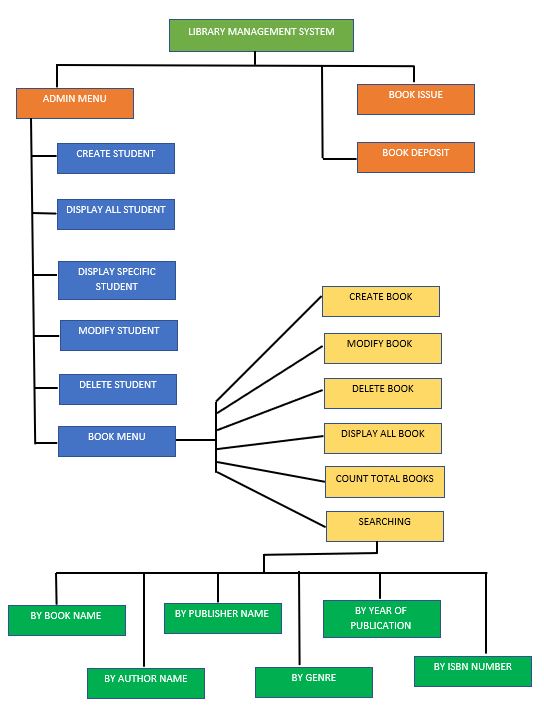 LIBRARY MANAGEMENT SYSTEM
ADMIN MENU
BOOK ISSUE
BOOK DEPOSIT
CREATE STUDENT
DISPLAY ALL STUDENT
DISPLAY SPECIFIC
STUDENT
MODIFY STUDENT
DELETE STUDENT
BOOK MENU
CREATE BOOK
MODIFY BOOK
DELETE BOOK
DISPLAY ALL BOOK
COUNT TOTAL BOOKS
SEARCHING
BY BOOK NAME
BY AUTHOR NAME
BY PUBLISHER NAME
BY GENRE
BY YEAR OF
PUBLICATION
BY ISBN NUMBER